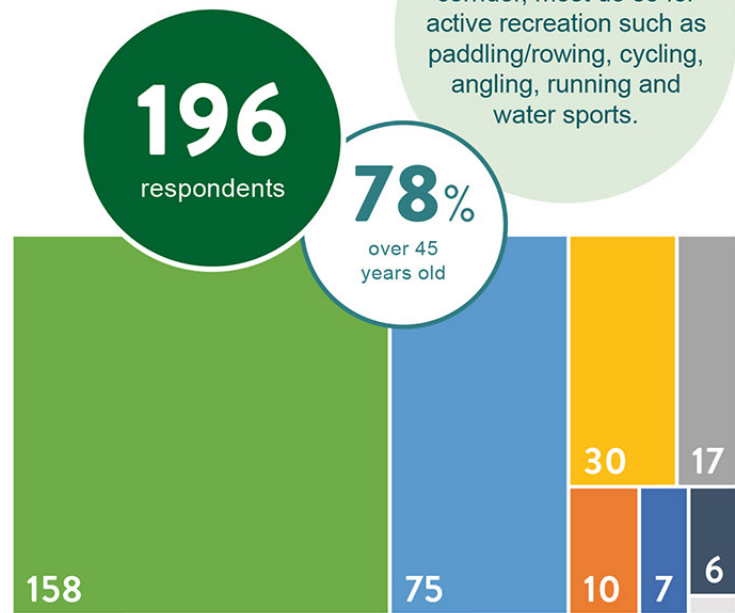 active recreation such as
paddling/rowing, cycling,
angling, running and
water sports.
196
respondents
78%
over 45
years old
30
17
158
75
10
7
6